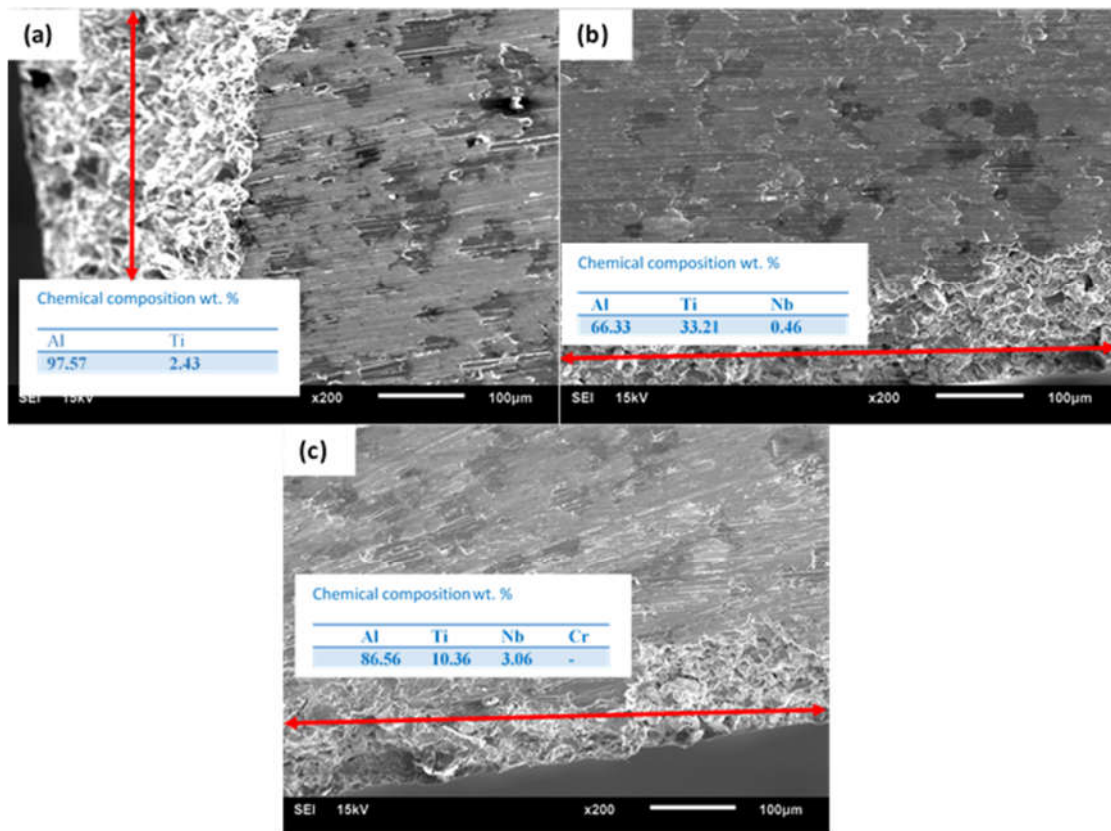 (a)
Chemical composition wt. %
Al Ti
97.57 2.43
SEI 15kV x200 100µm
(b)
Chemical composition wt. %
Al Ti Nb
66.33 33.21 0.46
SEI 15kV x200 100µm
(c)
Chemical composition wt. %
Al Ti Nb Cr
86.56 10.36 3.06 -
SEI 15kV x200 100µm